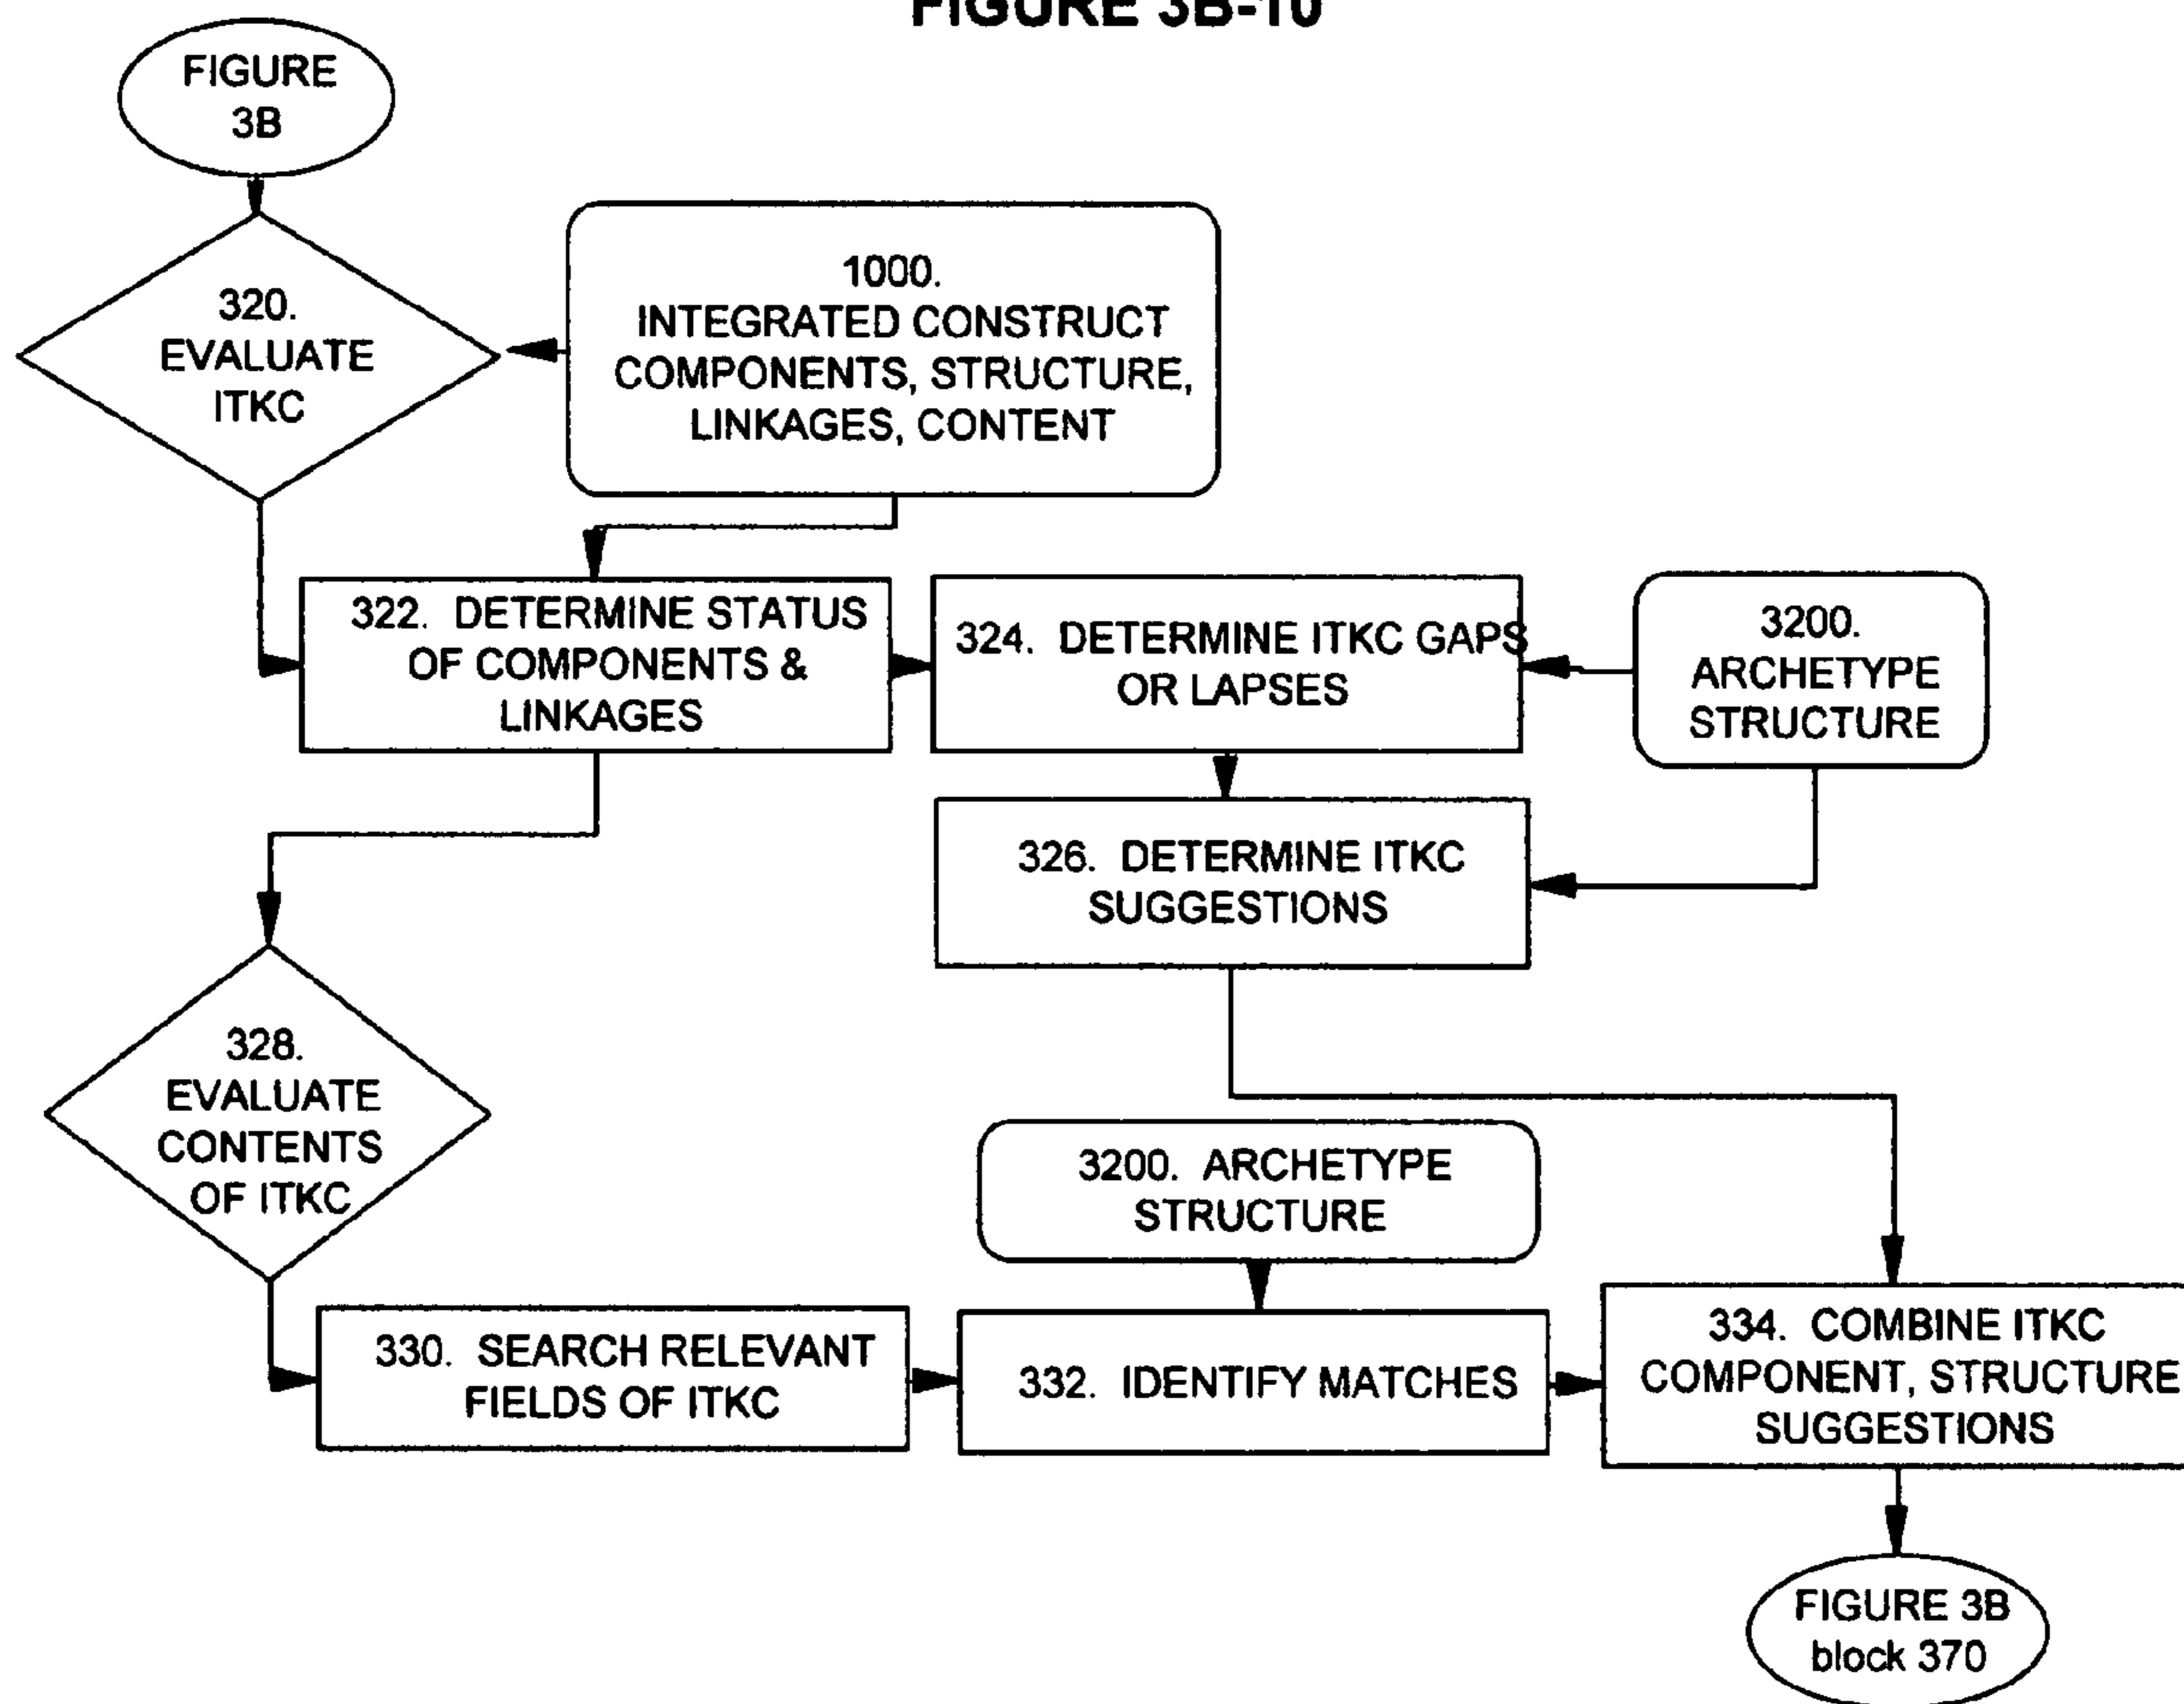 FIGURE 3B-10
FIGURE
3B
320.
EVALUATE
ITKC
1000.
INTEGRATED CONSTRUCT
COMPONENTS, STRUCTURE,
LINKAGES, CONTENT
322. DETERMINE STATUS
OF COMPONENTS &
LINKAGES
324. DETERMINE ITKC GAPS
OR LAPSES
3200.
ARCHETYPE
STRUCTURE
326. DETERMINE ITKC
SUGGESTIONS
328.
EVALUATE
CONTENTS
OF ITKC
3200. ARCHETYPE
STRUCTURE
330. SEARCH RELEVANT
FIELDS OF ITKC
332. IDENTIFY MATCHES
334. COMBINE ITKC
COMPONENT, STRUCTURE
SUGGESTIONS
FIGURE 3B
block 370